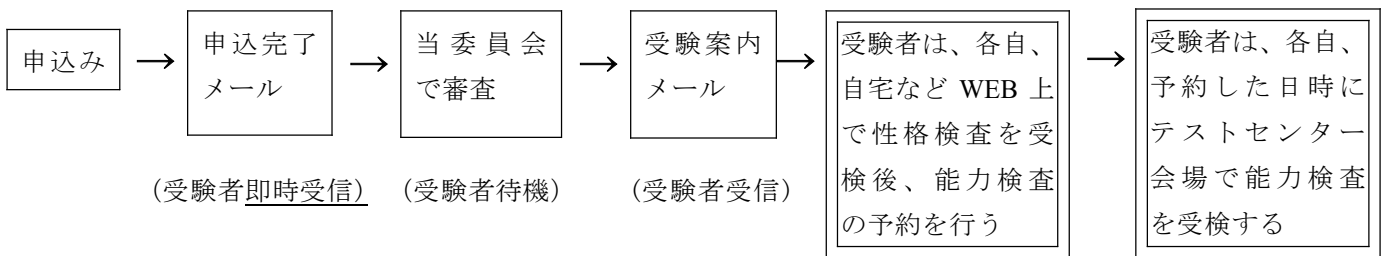 申込み
申込完了
メール
(受験者即時受信)
当委員会
で審査
(受験者待機)
受験案内
メール
(受験者受信)
受験者は、各自、
自宅など WEB 上
で性格検査を受
検後、能力検査
の予約を行う
受験者は、各自、
予約した日時に
テストセンター
会場で能力検査
を受検する